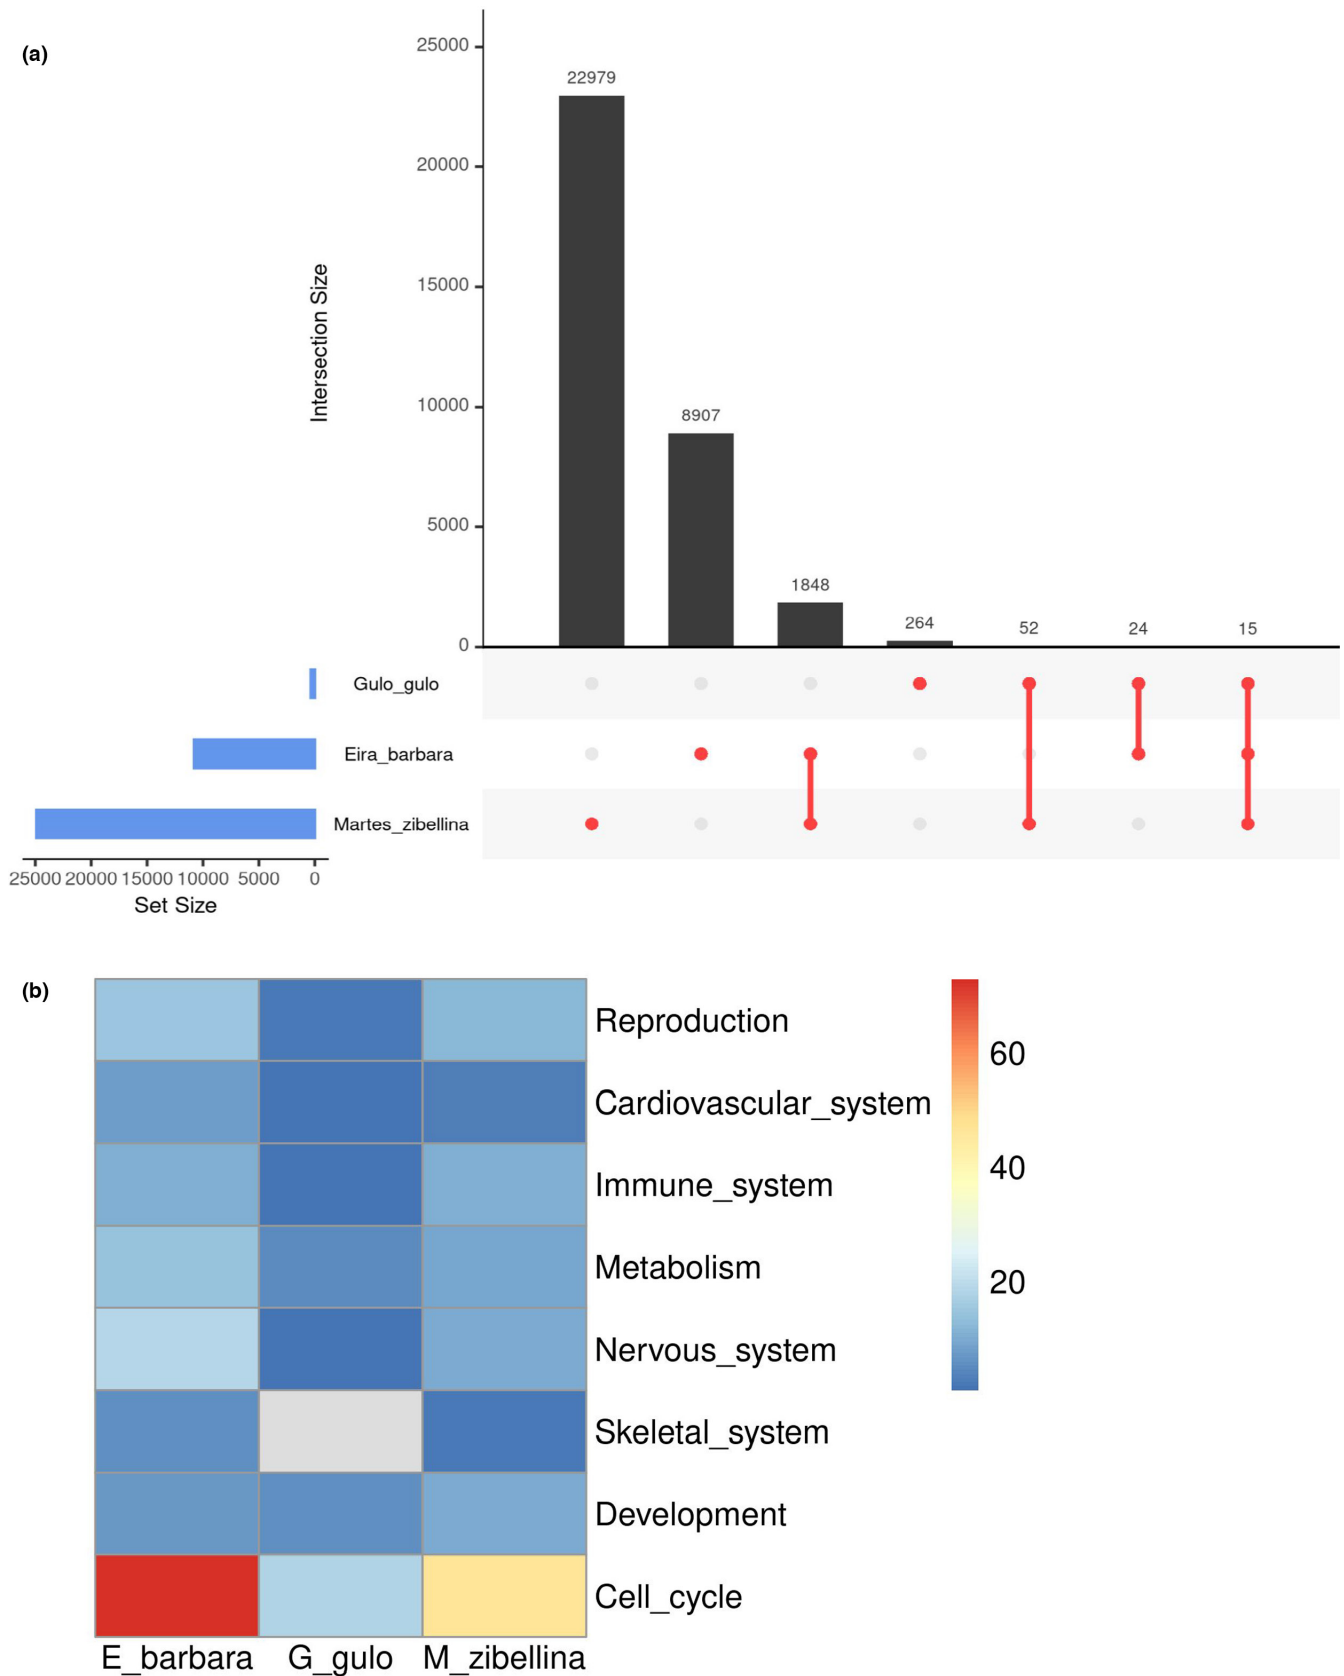 (a)
25000
20000
15000
10000
5000
0
Intersection Size
22979
8907
1848
264
52
24
15
Gulo_gulo
Eira_barbara
Martes_zibellina
25000 20000 15000 10000 5000 0
Set Size
(b)
Reproduction
Cardiovascular_system
Immune_system
Metabolism
Nervous_system
Skeletal_system
Development
Cell_cycle
E_barbara G_gulo M_zibellina
60
40
20